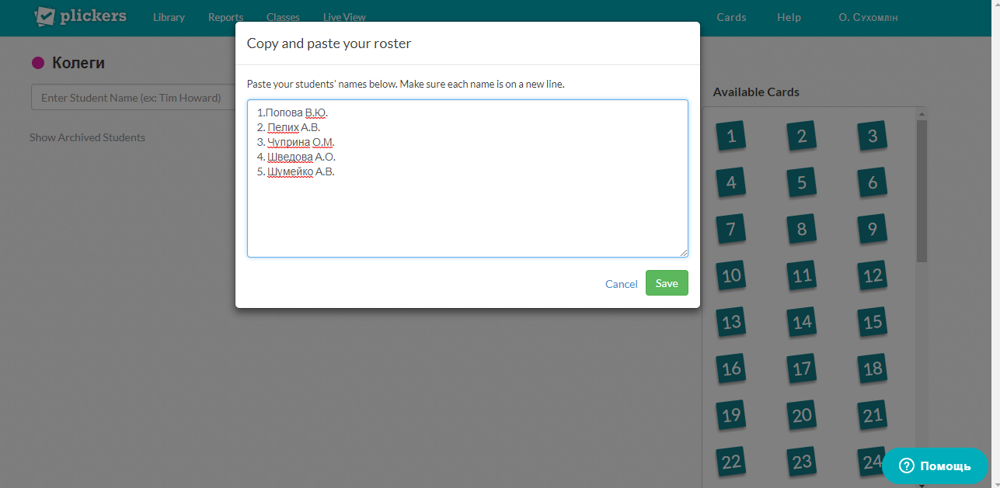 plickers
Library Reports Classes Live View Cards Help О. Сухомлін
Колеги
Enter Student Name (ex: Tim Howard)
Show Archived Students
Copy and paste your roster
Paste your students' names below. Make sure each name is on a new line.
1.Попова В.Ю.
2. Пелих А.В.
3. Чуприна О.М.
4. Шведова А.О.
5. Шумейко А.В.
Cancel Save
Available Cards
1 2 3
4 5 6
7 8 9
10 11 12
13 14 15
16 17 18
19 20 21
22 23 24
? Помощь